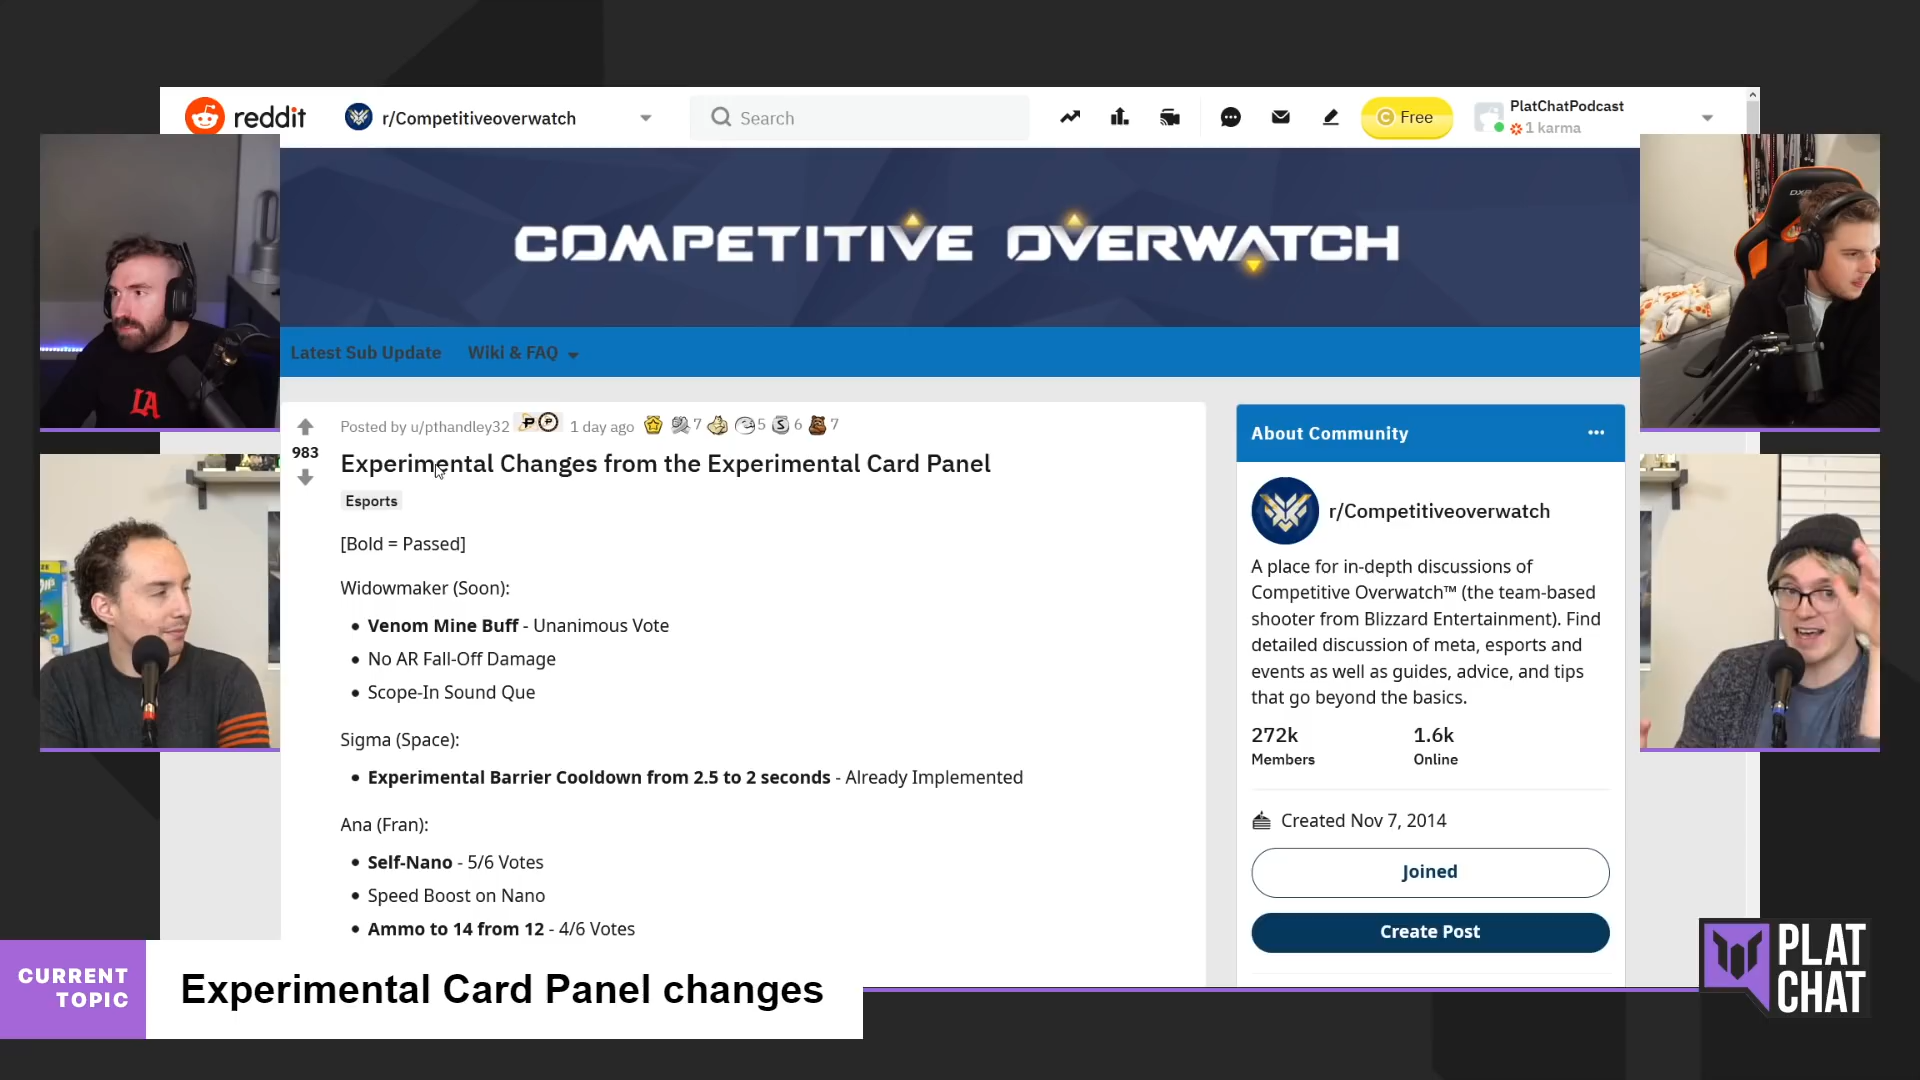 reddit
r/Competitiveoverwatch
Search
Free
PlatChatPodcast
1 karma
COMPETITIVE OVERWATCH
Latest Sub Update
Wiki & FAQ
983
Posted by u/pthandley32 1 day ago 7 5 6 7
Experimental Changes from the Experimental Card Panel
Esports
[Bold = Passed]
Widowmaker (Soon):
• Venom Mine Buff - Unanimous Vote
• No AR Fall-Off Damage
• Scope-In Sound Que
Sigma (Space):
• Experimental Barrier Cooldown from 2.5 to 2 seconds - Already Implemented
Ana (Fran):
• Self-Nano - 5/6 Votes
• Speed Boost on Nano
• Ammo to 14 from 12 - 4/6 Votes
About Community
r/Competitiveoverwatch
A place for in-depth discussions of
Competitive Overwatch™ (the team-based
shooter from Blizzard Entertainment). Find
detailed discussion of meta, esports and
events as well as guides, advice, and tips
that go beyond the basics.
272k
Members
1.6k
Online
Created Nov 7, 2014
Joined
Create Post
LA
CURRENT
TOPIC
Experimental Card Panel changes
PLAT
CHAT